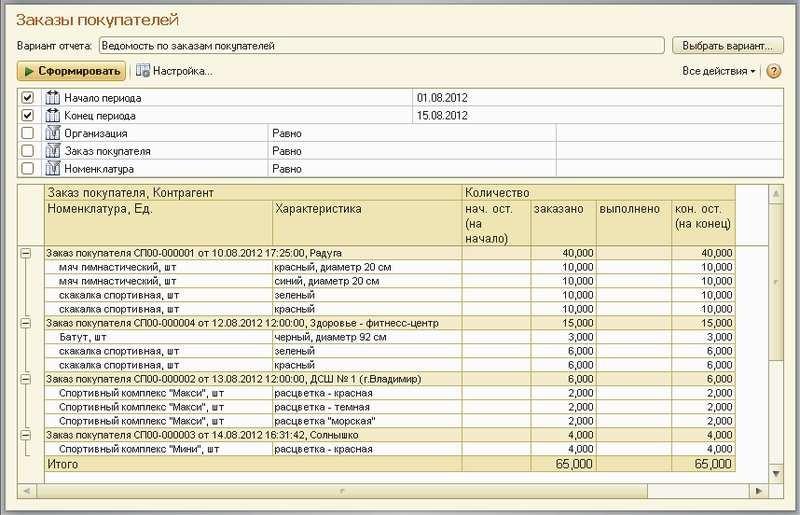 Заказы покупателей
Вариант отчета: Ведомость по заказам покупателей Выбрать вариант...
Сформировать Настройка... Все действия ?
Начало периода 01.08.2012
Конец периода 15.08.2012
Организация Равно
Заказ покупателя Равно
Номенклатура Равно
Заказ покупателя, Контрагент Количество
Номенклатура, Ед. Характеристика нач. ост. (на начало) заказано выполнено кон. ост. (на конец)
Заказ покупателя СП00-000001 от 10.08.2012 17:25:00, Радуга 40,000 40,000
мяч гимнастический, шт красный, диаметр 20 см 10,000 10,000
мяч гимнастический, шт синий, диаметр 20 см 10,000 10,000
скакалка спортивная, шт зеленый 10,000 10,000
скакалка спортивная, шт красный 10,000 10,000
Заказ покупателя СП00-000004 от 12.08.2012 12:00:00, Здоровье - фитнесс-центр 15,000 15,000
Батут, шт черный, диаметр 92 см 3,000 3,000
скакалка спортивная, шт зеленый 6,000 6,000
скакалка спортивная, шт красный 6,000 6,000
Заказ покупателя СП00-000002 от 13.08.2012 12:00:00, ДСШ № 1 (г.Владимир) 6,000 6,000
Спортивный комплекс "Макси", шт расцветка - красная 2,000 2,000
Спортивный комплекс "Макси", шт расцветка - темная 2,000 2,000
Спортивный комплекс "Макси", шт расцветка "морская" 2,000 2,000
Заказ покупателя СП00-000003 от 14.08.2012 16:31:42, Солнышко 4,000 4,000
Спортивный комплекс "Мини", шт расцветка - красная 4,000 4,000
Итого 65,000 65,000